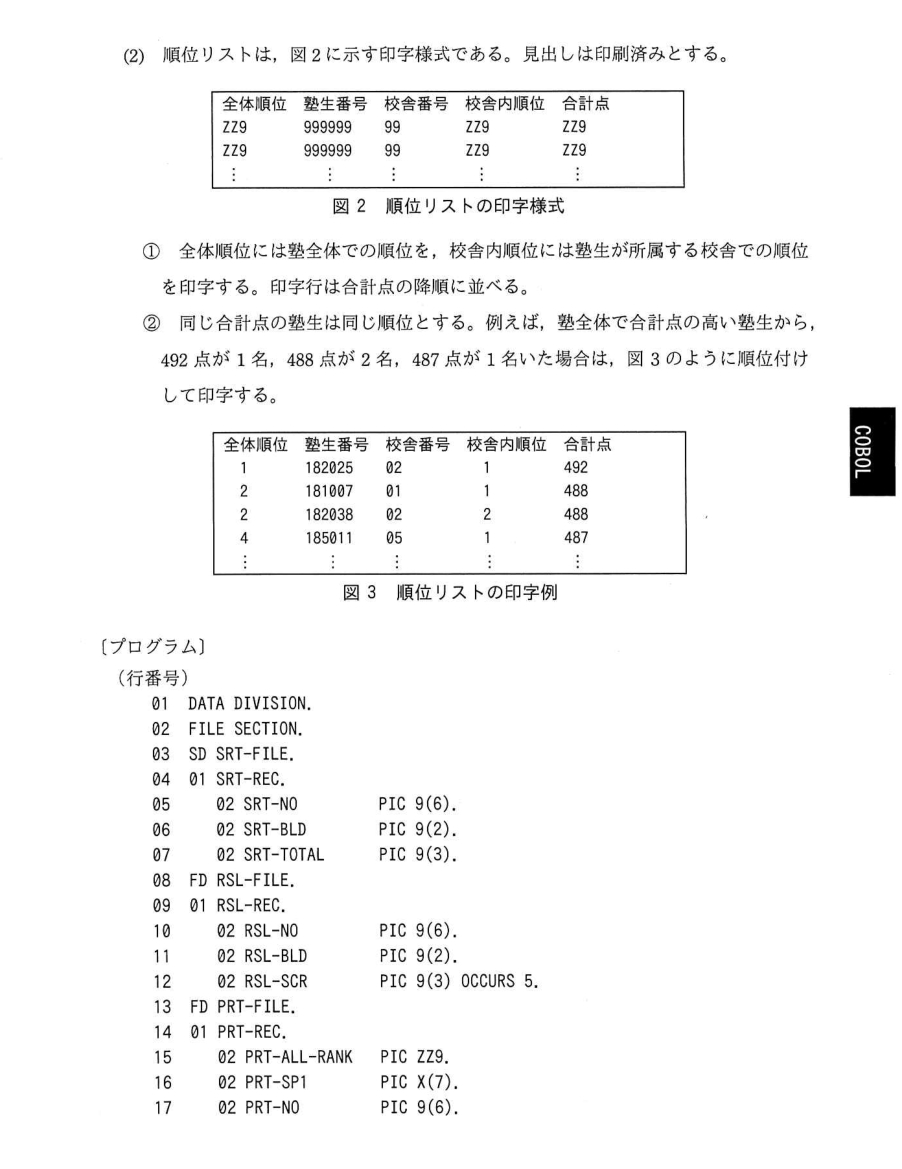 (2) 順位リストは，図2に示す印字様式である。見出しは印刷済みとする。
全体順位 塾生番号 校舎番号 校舎内順位 合計点
ZZ9 999999 99 ZZ9 ZZ9
ZZ9 999999 99 ZZ9 ZZ9
⋮ ⋮ ⋮ ⋮ ⋮
図2 順位リストの印字様式
① 全体順位には塾全体での順位を，校舎内順位には塾生が所属する校舎での順位
を印字する。印字行は合計点の降順に並べる。
② 同じ合計点の塾生は同じ順位とする。例えば，塾全体で合計点の高い塾生から，
492点が1名，488点が2名，487点が1名いた場合は，図3のように順位付け
して印字する。
全体順位 塾生番号 校舎番号 校舎内順位 合計点
1 182025 02 1 492
2 181007 01 1 488
2 182038 02 2 488
4 185011 05 1 487
⋮ ⋮ ⋮ ⋮ ⋮
図3 順位リストの印字例
COBOL
〔プログラム〕
（行番号）
01 DATA DIVISION.
02 FILE SECTION.
03 SD SRT-FILE.
04 01 SRT-REC.
05 02 SRT-NO PIC 9(6).
06 02 SRT-BLD PIC 9(2).
07 02 SRT-TOTAL PIC 9(3).
08 FD RSL-FILE.
09 01 RSL-REC.
10 02 RSL-NO PIC 9(6).
11 02 RSL-BLD PIC 9(2).
12 02 RSL-SCR PIC 9(3) OCCURS 5.
13 FD PRT-FILE.
14 01 PRT-REC.
15 02 PRT-ALL-RANK PIC ZZ9.
16 02 PRT-SP1 PIC X(7).
17 02 PRT-NO PIC 9(6).